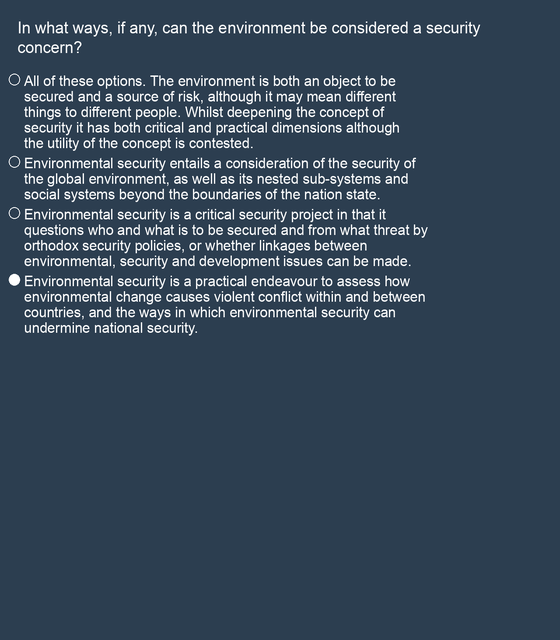 In what ways, if any, can the environment be considered a security
concern?
All of these options. The environment is both an object to be
secured and a source of risk, although it may mean different
things to different people. Whilst deepening the concept of
security it has both critical and practical dimensions although
the utility of the concept is contested.
Environmental security entails a consideration of the security of
the global environment, as well as its nested sub-systems and
social systems beyond the boundaries of the nation state.
Environmental security is a critical security project in that it
questions who and what is to be secured and from what threat by
orthodox security policies, or whether linkages between
environmental, security and development issues can be made.
Environmental security is a practical endeavour to assess how
environmental change causes violent conflict within and between
countries, and the ways in which environmental security can
undermine national security.